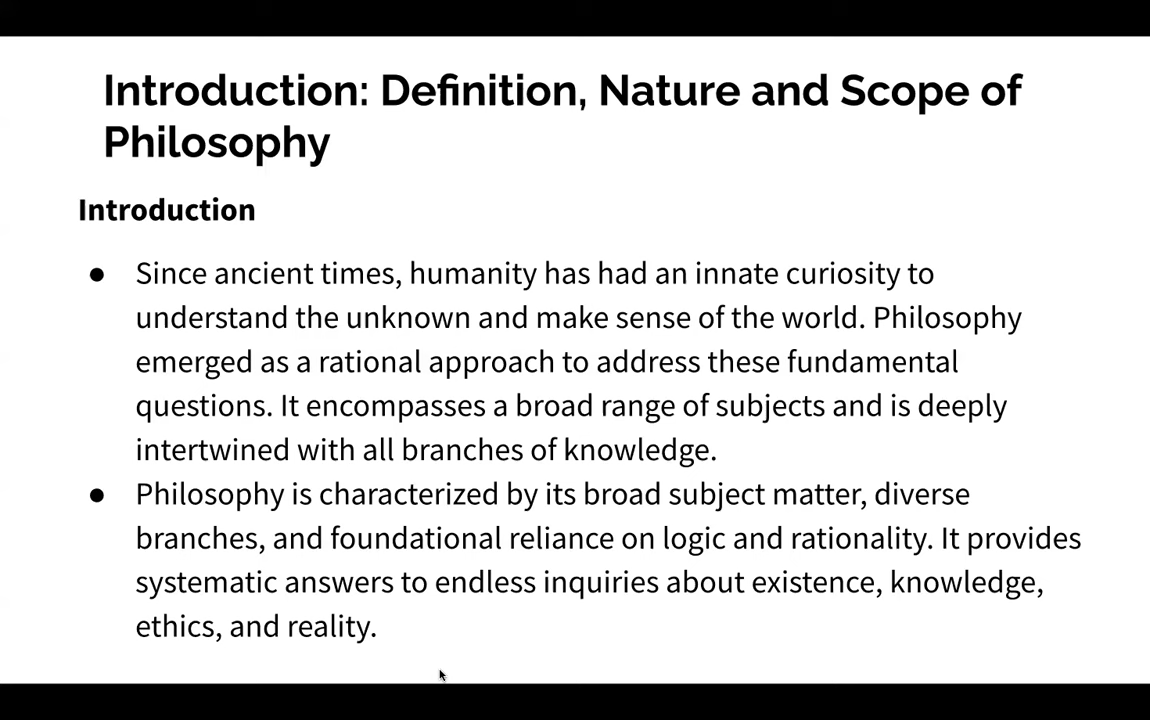 Introduction: Definition, Nature and Scope of
Philosophy
Introduction
● Since ancient times, humanity has had an innate curiosity to
understand the unknown and make sense of the world. Philosophy
emerged as a rational approach to address these fundamental
questions. It encompasses a broad range of subjects and is deeply
intertwined with all branches of knowledge.
● Philosophy is characterized by its broad subject matter, diverse
branches, and foundational reliance on logic and rationality. It provides
systematic answers to endless inquiries about existence, knowledge,
ethics, and reality.